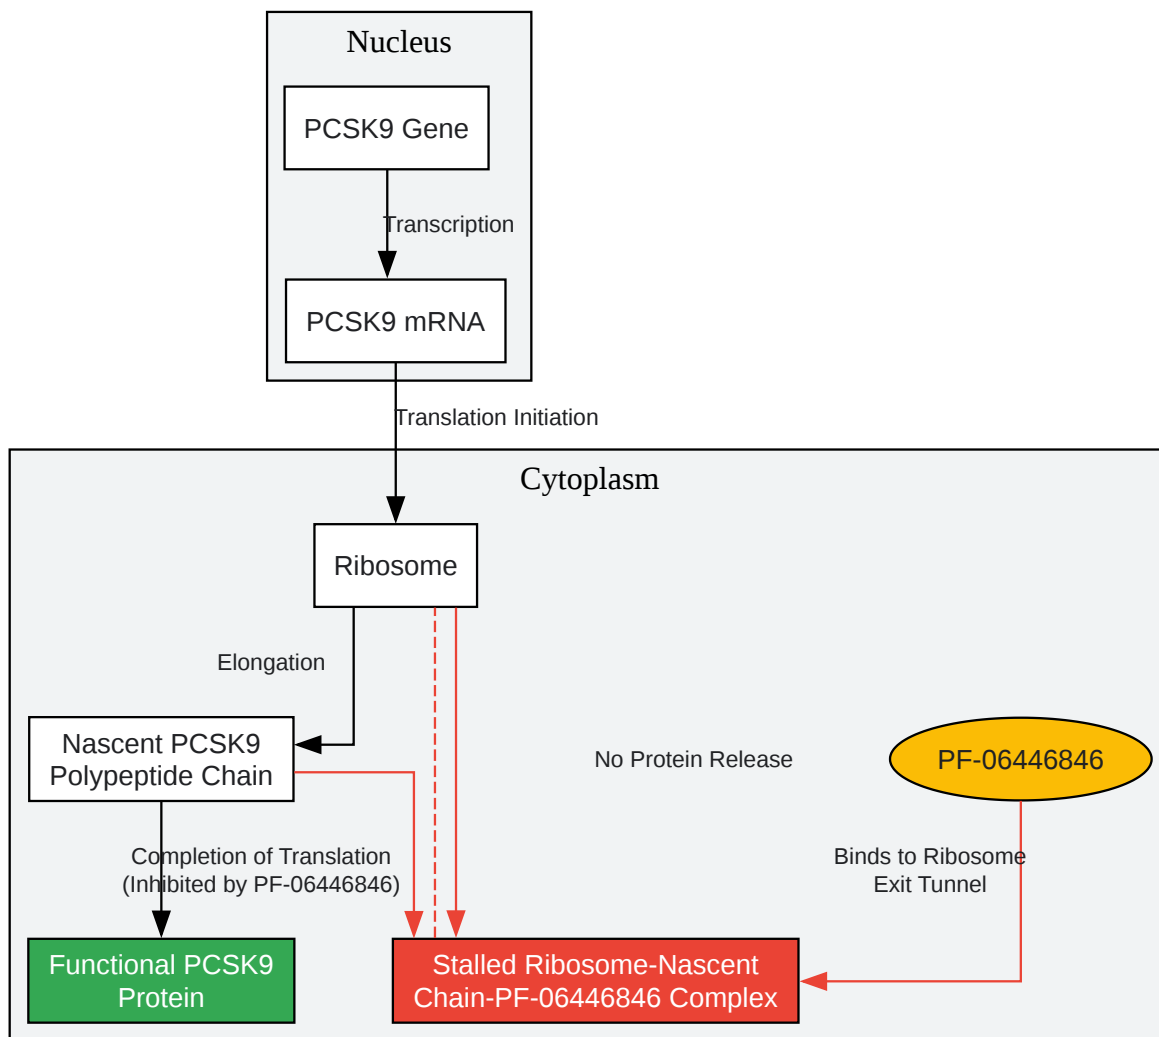 Nucleus
PCSK9 Gene
Transcription
PCSK9 mRNA
Translation Initiation
Cytoplasm
Ribosome
Elongation
Nascent PCSK9
Polypeptide Chain
No Protein Release
PF-06446846
Completion of Translation
(Inhibited by PF-06446846)
Binds to Ribosome
Exit Tunnel
Functional PCSK9
Protein
Stalled Ribosome-Nascent
Chain-PF-06446846 Complex